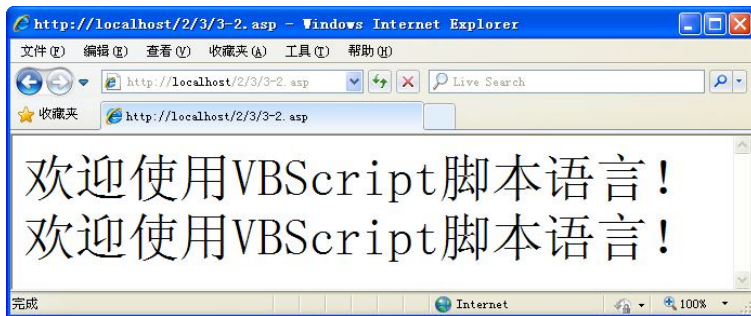 http://localhost/2/3/3-2.asp - Windows Internet Explorer
文件(F) 编辑(E) 查看(V) 收藏夹(A) 工具(T) 帮助(H)
http://localhost/2/3/3-2.asp Live Search
收藏夹 http://localhost/2/3/3-2.asp
欢迎使用VBScript脚本语言！
欢迎使用VBScript脚本语言！
完成 Internet 100%